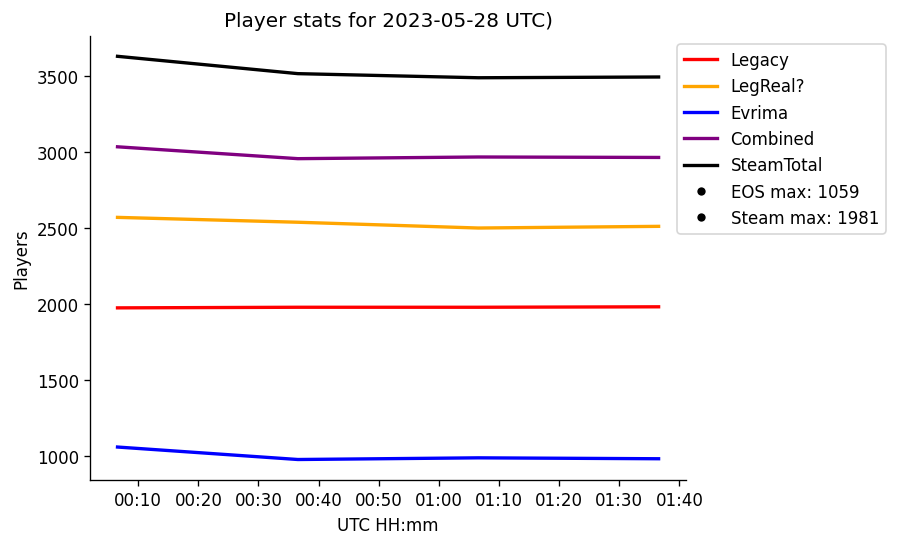 Player stats for 2023-05-28 UTC)
Legacy
LegReal?
Evrima
Combined
SteamTotal
EOS max: 1059
Steam max: 1981
Players
3500
3000
2500
2000
1500
1000
00:10 00:20 00:30 00:40 00:50 01:00 01:10 01:20 01:30 01:40
UTC HH:mm